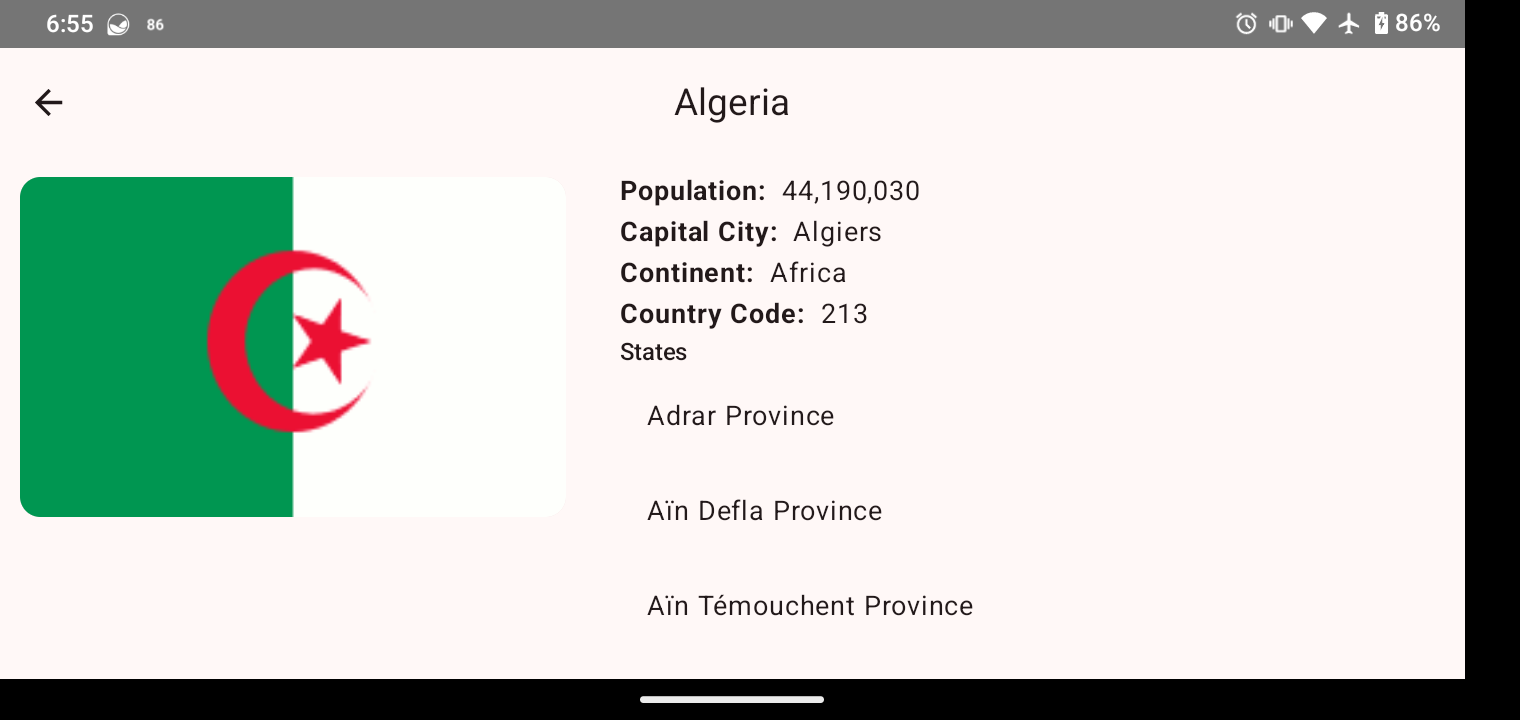 6:55 86 86%
Algeria
Population: 44,190,030
Capital City: Algiers
Continent: Africa
Country Code: 213
States
Adrar Province
Aïn Defla Province
Aïn Témouchent Province